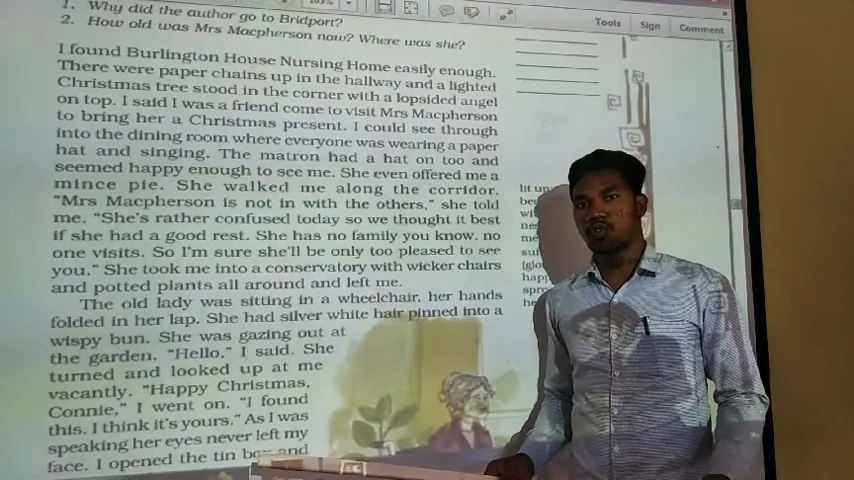 1. Why did the author go to Bridport?
2. How old was Mrs Macpherson now? Where was she?
Tools Sign Comment
I found Burlington House Nursing Home easily enough.
There were paper chains up in the hallway and a lighted
Christmas tree stood in the corner with a lopsided angel
on top. I said I was a friend come to visit Mrs Macpherson
to bring her a Christmas present. I could see through
into the dining room where everyone was wearing a paper
hat and singing. The matron had a hat on too and
seemed happy enough to see me. She even offered me a
mince pie. She walked me along the corridor.
"Mrs Macpherson is not in with the others," she told
me. "She's rather confused today so we thought it best
if she had a good rest. She has no family you know, no
one visits. So I'm sure she'll be only too pleased to see
you." She took me into a conservatory with wicker chairs
and potted plants all around and left me.
The old lady was sitting in a wheelchair, her hands
folded in her lap. She had silver white hair pinned into a
wispy bun. She was gazing out at
the garden. "Hello," I said. She
turned and looked up at me
vacantly. "Happy Christmas,
Connie," I went on. "I found
this. I think it's yours." As I was
speaking her eyes never left my
face. I opened the tin box and
lit up